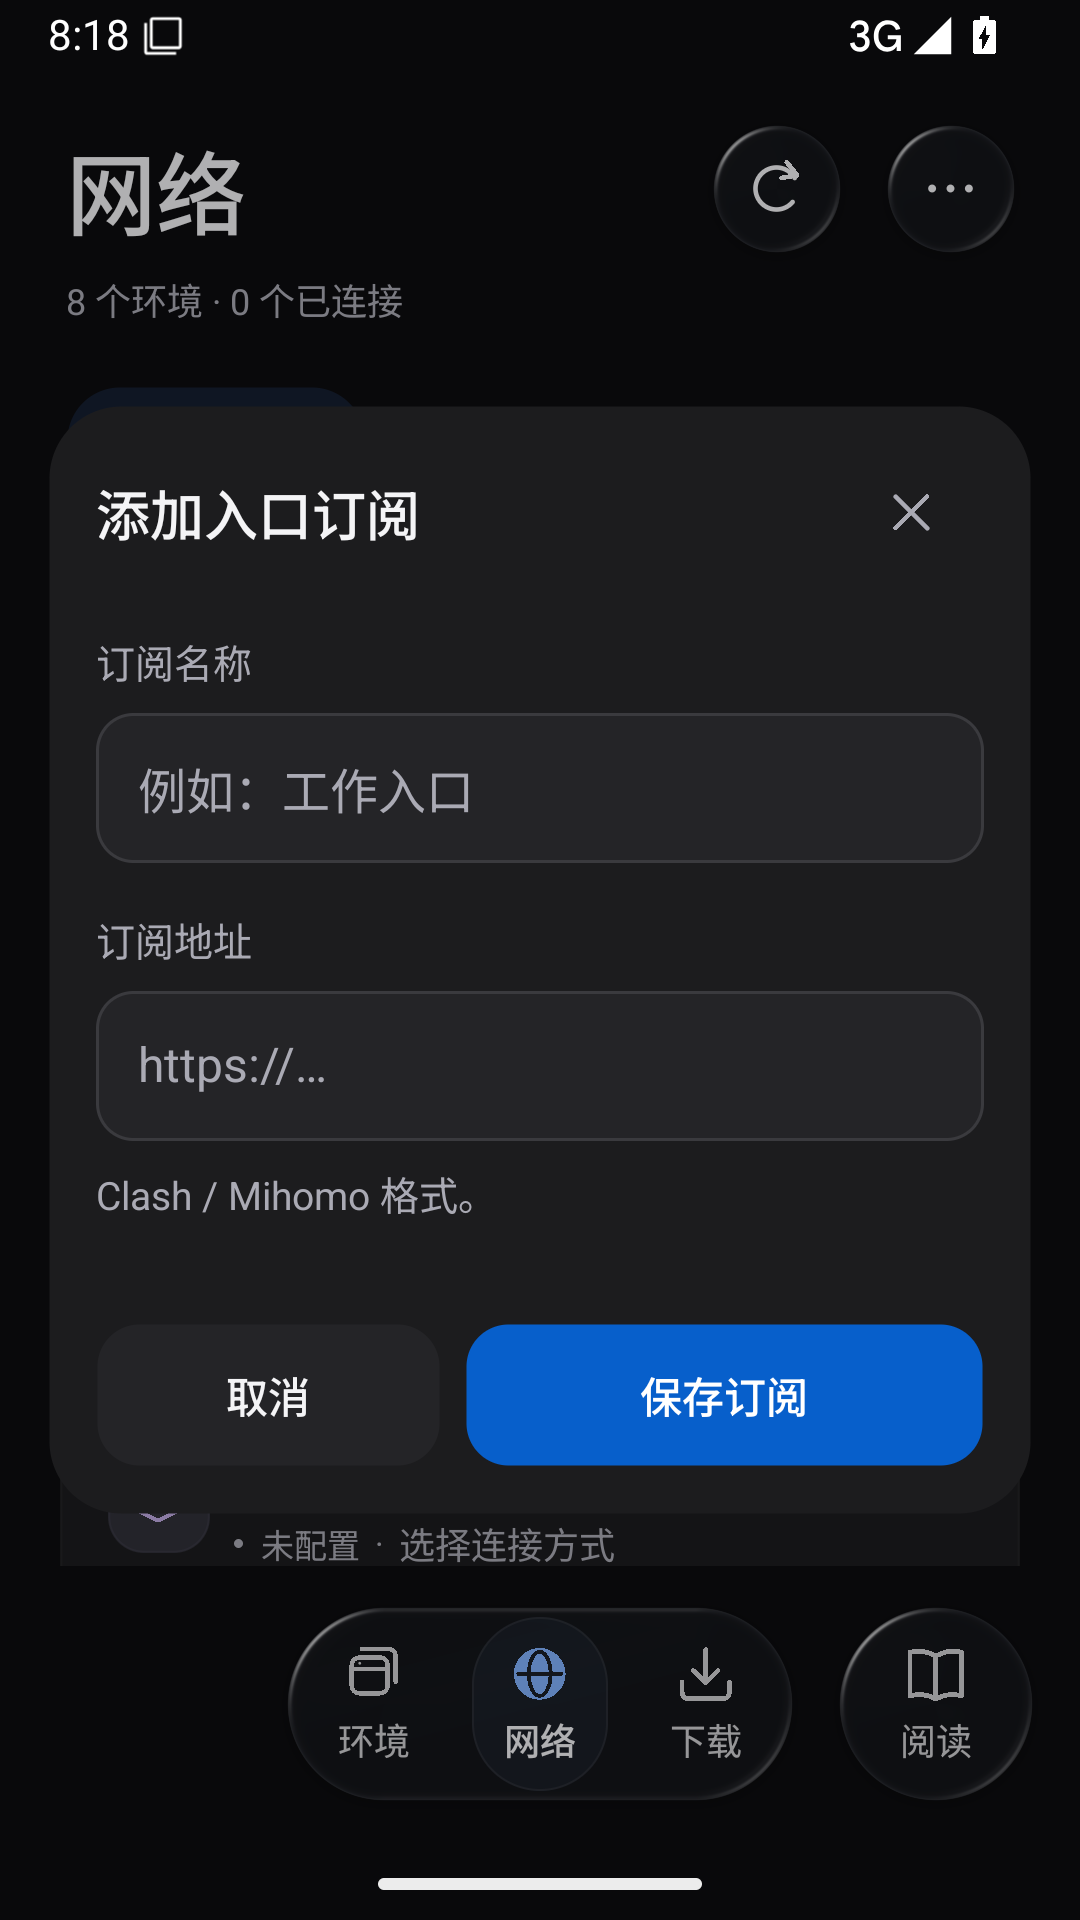 8:18
3G
网络
8 个环境 · 0 个已连接
添加入口订阅
订阅名称
例如：工作入口
订阅地址
https://...
Clash / Mihomo 格式。
取消
保存订阅
• 未配置 · 选择连接方式
环境
网络
下载
阅读